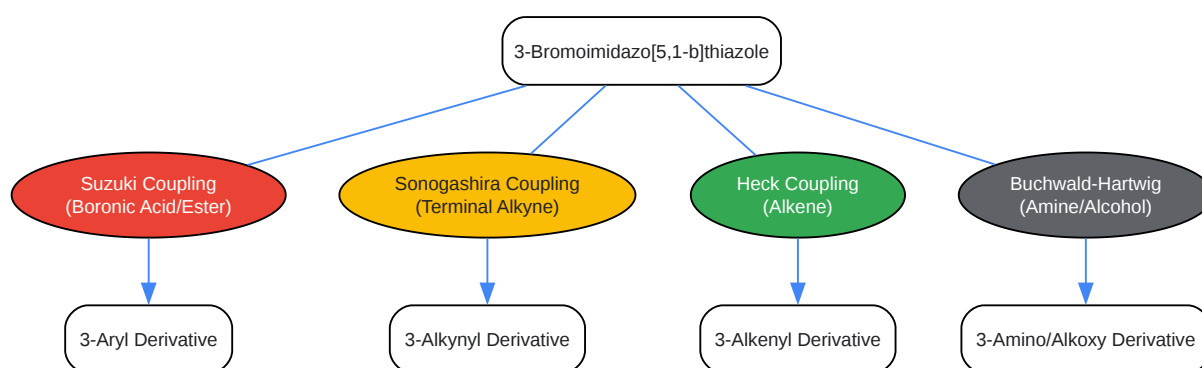 3-Bromoimidazo[5,1-b]thiazole
Suzuki Coupling
(Boronic Acid/Ester)
Sonogashira Coupling
(Terminal Alkyne)
Heck Coupling
(Alkene)
Buchwald-Hartwig
(Amine/Alcohol)
3-Aryl Derivative
3-Alkynyl Derivative
3-Alkenyl Derivative
3-Amino/Alkoxy Derivative